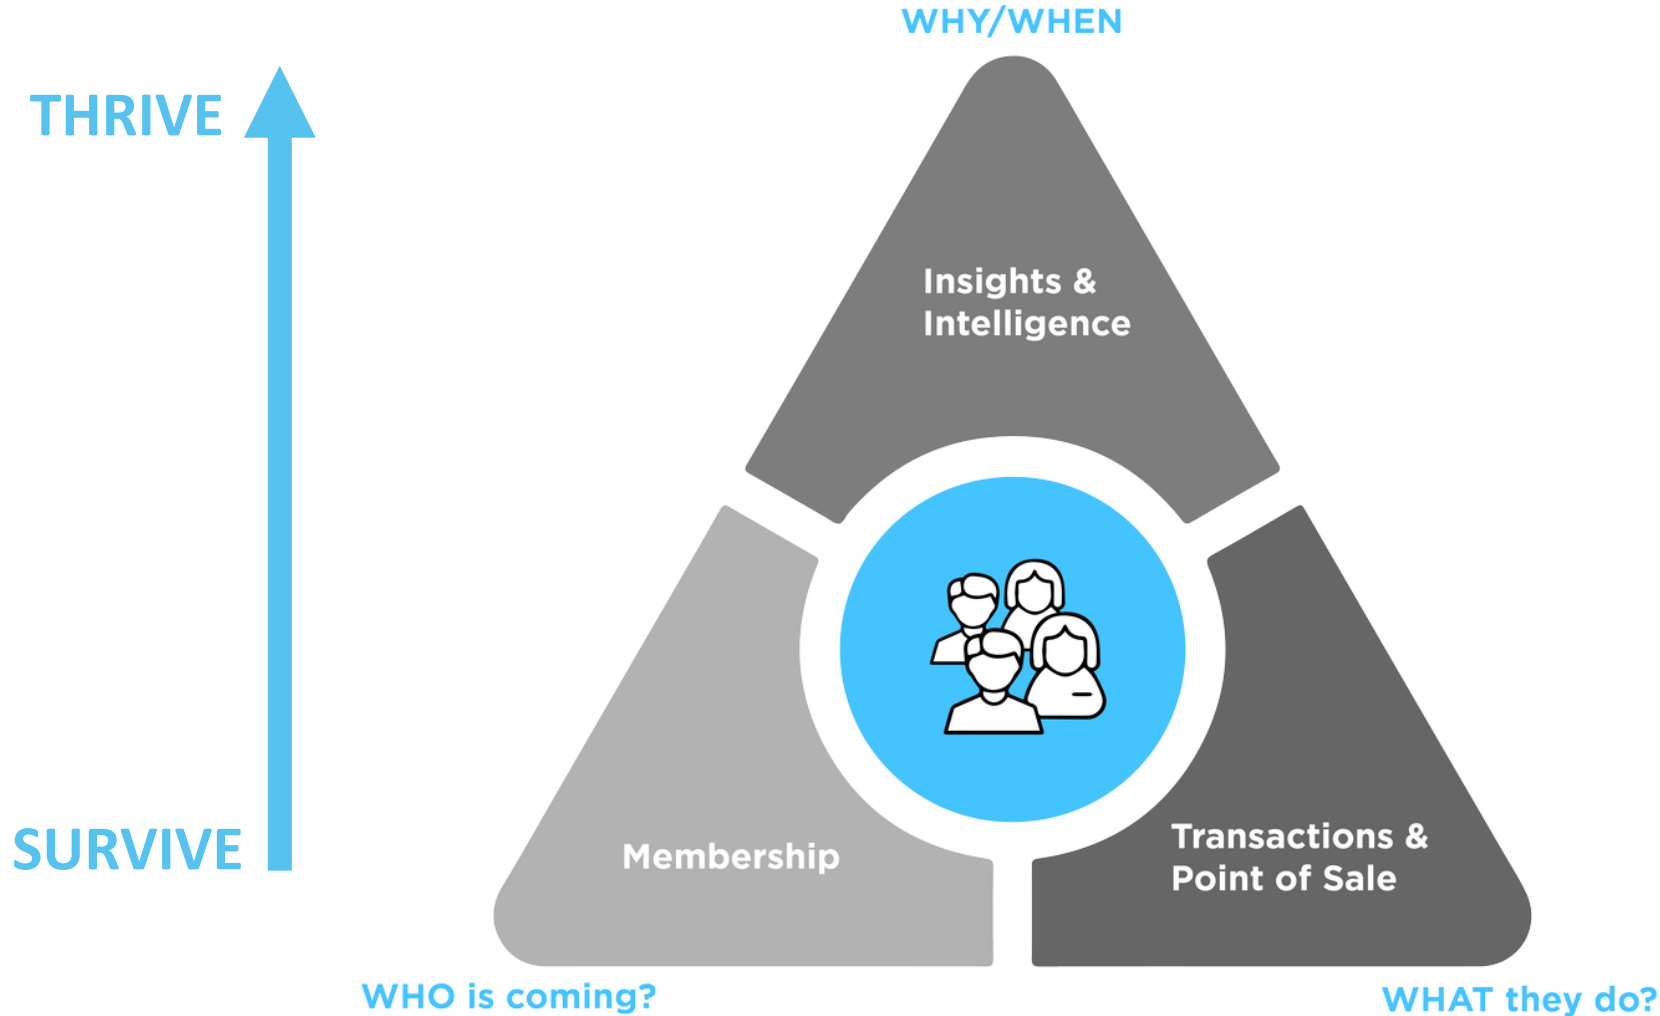 WHY/WHEN
THRIVE
Insights &
Intelligence
SURVIVE
Membership
Transactions &
Point of Sale
WHO is coming?
WHAT they do?